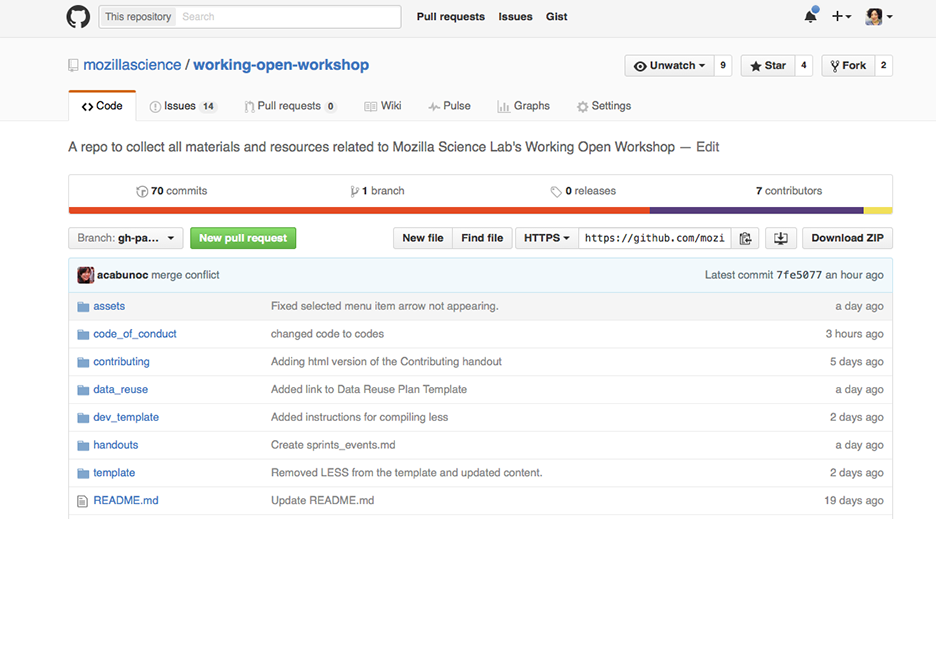 This repository Search Pull requests Issues Gist
mozillascience / working-open-workshop Unwatch 9 Star 4 Fork 2
Code Issues 14 Pull requests 0 Wiki Pulse Graphs Settings
A repo to collect all materials and resources related to Mozilla Science Lab's Working Open Workshop — Edit
70 commits 1 branch 0 releases 7 contributors
Branch: gh-pa... New pull request New file Find file HTTPS https://github.com/mozi Download ZIP
acabunoc merge conflict Latest commit 7fe5077 an hour ago
assets Fixed selected menu item arrow not appearing. a day ago
code_of_conduct changed code to codes 3 hours ago
contributing Adding html version of the Contributing handout 5 days ago
data_reuse Added link to Data Reuse Plan Template a day ago
dev_template Added instructions for compiling less 2 days ago
handouts Create sprints_events.md a day ago
template Removed LESS from the template and updated content. 2 days ago
README.md Update README.md 19 days ago